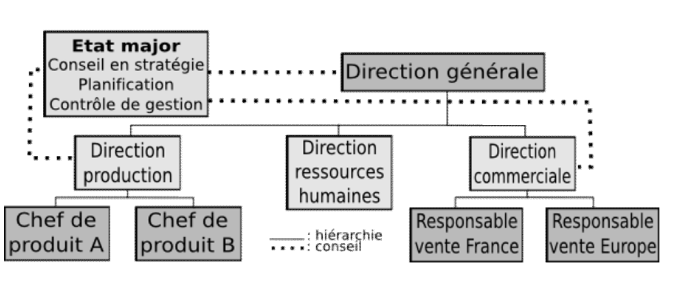 Etat major
Conseil en stratégie
Planification
Contrôle de gestion
Direction générale
Direction
production
Direction
ressources
humaines
Direction
commerciale
Chef de
produit A
Chef de
produit B
: hiérarchie
: conseil
Responsable
vente France
Responsable
vente Europe